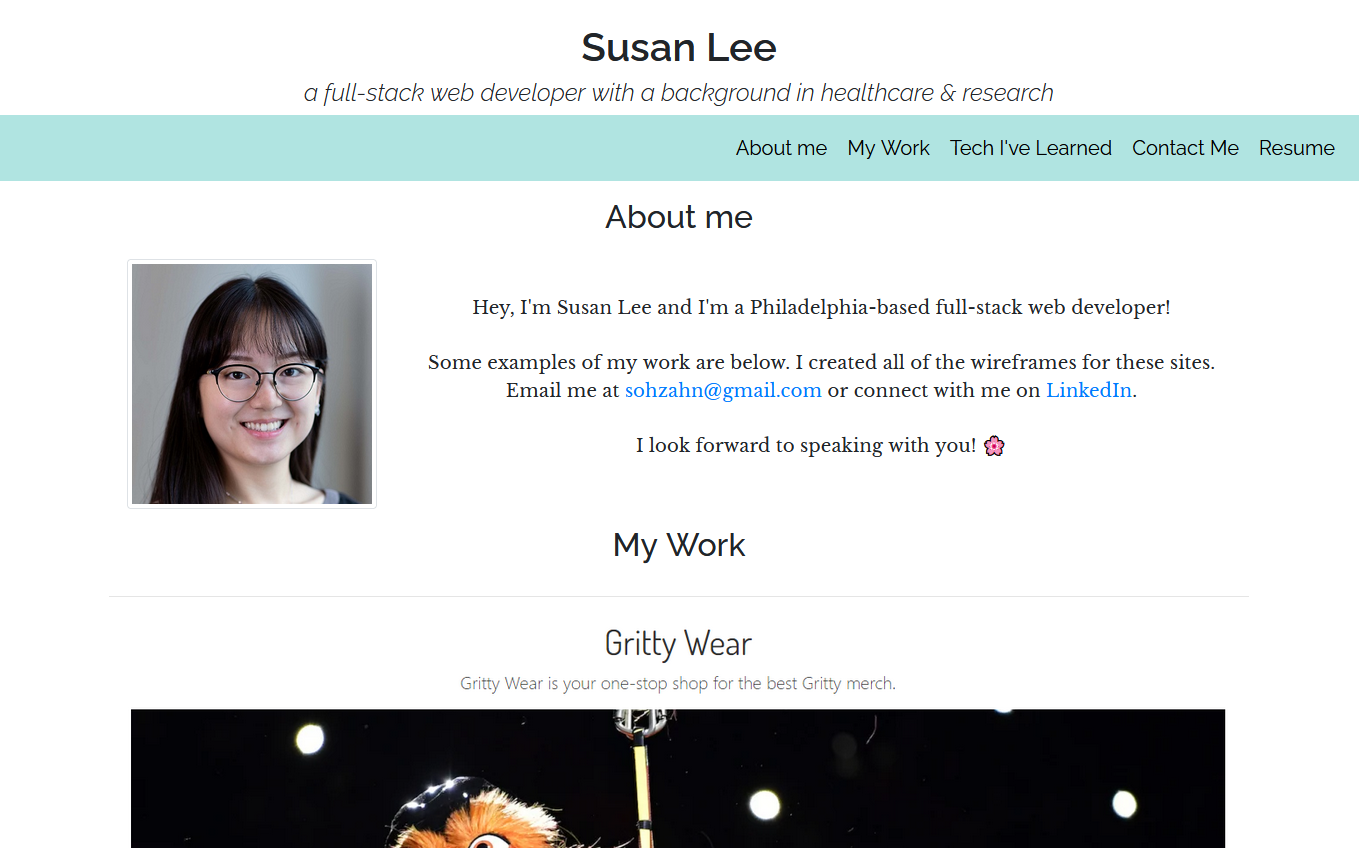 Susan Lee
a full-stack web developer with a background in healthcare & research
About me My Work Tech I've Learned Contact Me Resume
About me
Hey, I'm Susan Lee and I'm a Philadelphia-based full-stack web developer!
Some examples of my work are below. I created all of the wireframes for these sites.
Email me at sohzahn@gmail.com or connect with me on LinkedIn.
I look forward to speaking with you! 🌸
My Work
Gritty Wear
Gritty Wear is your one-stop shop for the best Gritty merch.